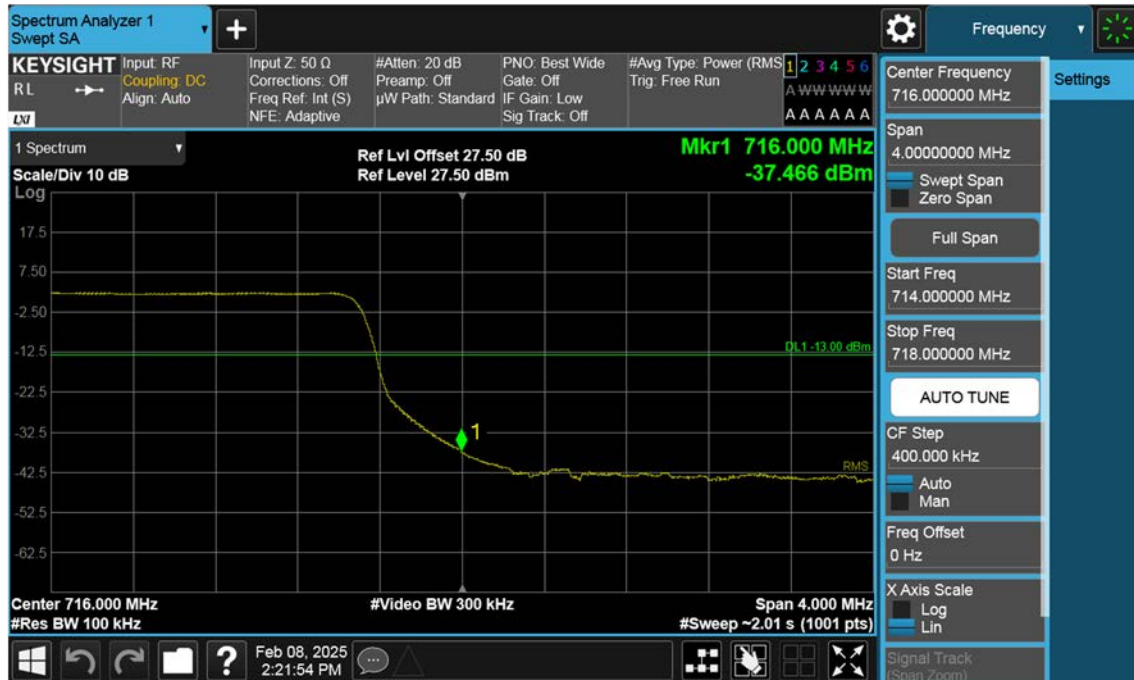 Spectrum Analyzer 1
Swept SA
Frequency
KEYSIGHT
RL
LXI
Input: RF
Coupling: DC
Align: Auto
Input Z: 50 Ω
Corrections: Off
Freq Ref: Int (S)
NFE: Adaptive
#Atten: 20 dB
Preamp: Off
µW Path: Standard
PNO: Best Wide
Gate: Off
IF Gain: Low
Sig Track: Off
#Avg Type: Power (RMS
Trig: Free Run
1 2 3 4 5 6
A W W W W W
A A A A A A
Center Frequency
716.000000 MHz
Settings
Span
4.00000000 MHz
Swept Span
Zero Span
Full Span
Start Freq
714.000000 MHz
Stop Freq
718.000000 MHz
AUTO TUNE
CF Step
400.000 kHz
Auto
Man
Freq Offset
0 Hz
X Axis Scale
Log
Lin
Signal Track
(Span Zoom)
1 Spectrum
Scale/Div 10 dB
Ref Lvl Offset 27.50 dB
Ref Level 27.50 dBm
Mkr1 716.000 MHz
-37.466 dBm
Log
17.5
7.50
-2.50
-12.5
-22.5
-32.5
-42.5
-52.5
-62.5
DL1 -13.00 dBm
1
RMS
Center 716.000 MHz
#Video BW 300 kHz
Span 4.000 MHz
#Res BW 100 kHz
#Sweep ~2.01 s (1001 pts)
?
Feb 08, 2025
2:21:54 PM